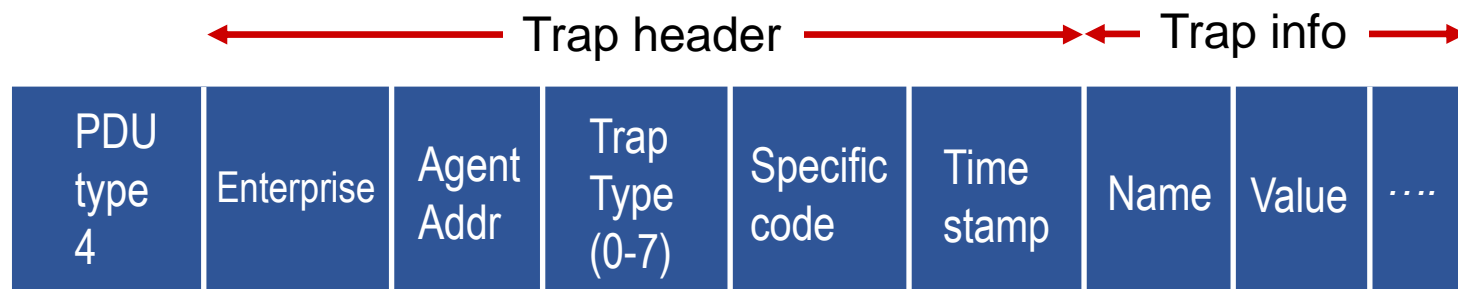 Trap header
Trap info
PDU
type
4
Enterprise
Agent
Addr
Trap
Type
(0-7)
Specific
code
Time
stamp
Name
Value
….